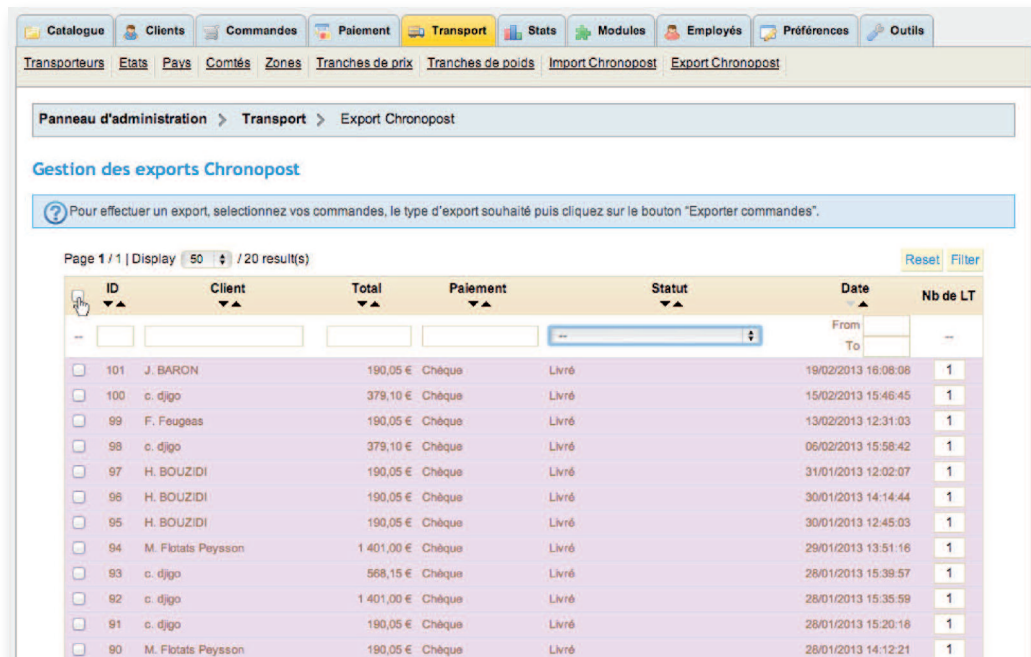 Catalogue Clients Commandes Paiement Transport Stats Modules Employés Préférences Outils
Transporteurs Etats Pays Comtés Zones Tranches de prix Tranches de poids Import Chronopost Export Chronopost
Panneau d'administration > Transport > Export Chronopost
Gestion des exports Chronopost
? Pour effectuer un export, selectionnez vos commandes, le type d'export souhaité puis cliquez sur le bouton "Exporter commandes".
Page 1 / 1 | Display 50 / 20 result(s) Reset Filter
ID Client Total Paiement Statut Date Nb de LT
-- -- From --
To
101 J. BARON 190,05 € Chèque Livré 19/02/2013 16:08:08 1
100 c. djigo 379,10 € Chèque Livré 15/02/2013 15:46:45 1
99 F. Feugeas 190,05 € Chèque Livré 13/02/2013 12:31:03 1
98 c. djigo 379,10 € Chèque Livré 06/02/2013 15:58:42 1
97 H. BOUZIDI 190,05 € Chèque Livré 31/01/2013 12:02:07 1
96 H. BOUZIDI 190,05 € Chèque Livré 30/01/2013 14:14:44 1
95 H. BOUZIDI 190,05 € Chèque Livré 30/01/2013 12:45:03 1
94 M. Flotats Peysson 1 401,00 € Chèque Livré 29/01/2013 13:51:16 1
93 c. djigo 568,15 € Chèque Livré 28/01/2013 15:39:57 1
92 c. djigo 1 401,00 € Chèque Livré 28/01/2013 15:35:59 1
91 c. djigo 190,05 € Chèque Livré 28/01/2013 15:20:16 1
90 M. Flotats Peysson 190,05 € Chèque Livré 28/01/2013 14:12:21 1